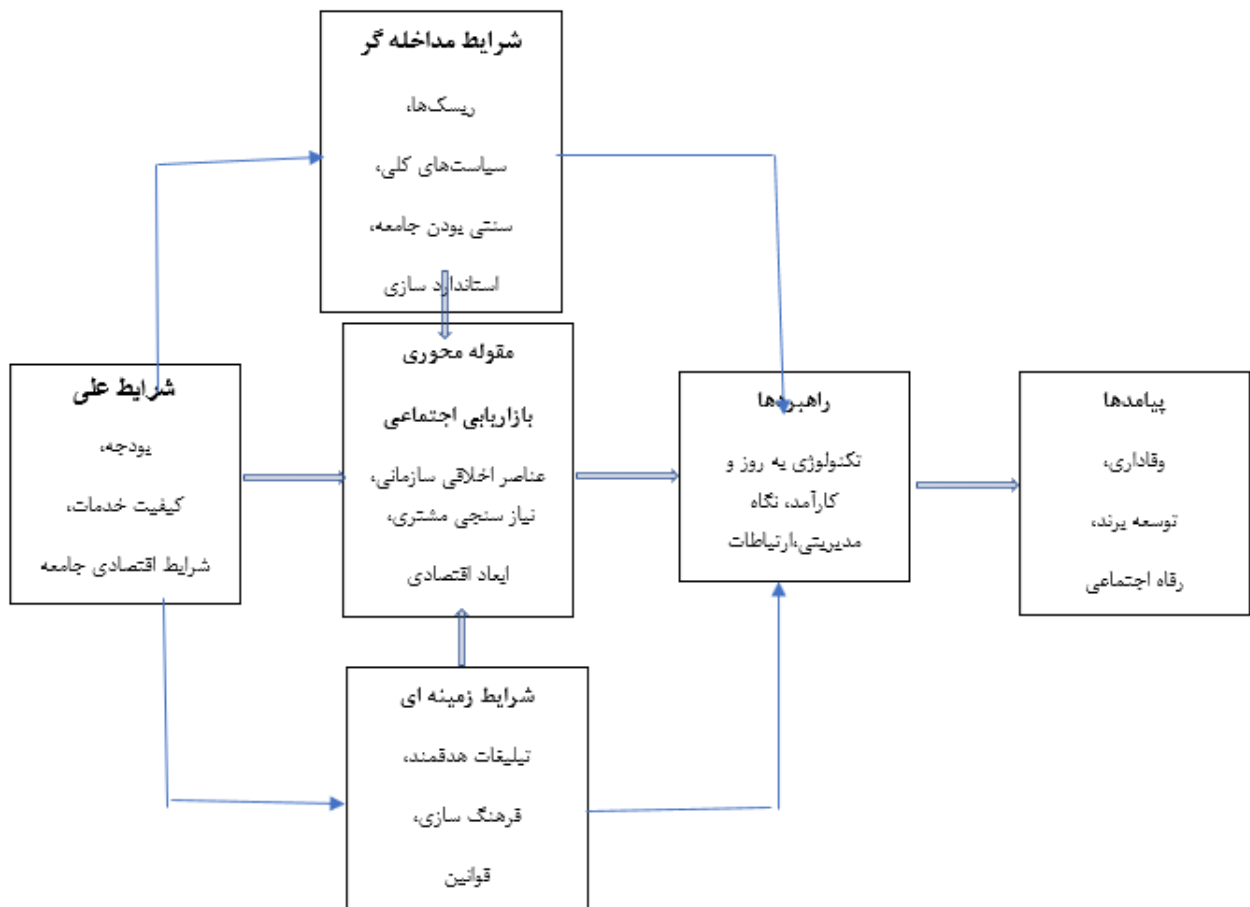 شرایط مداخله گر
ریسک‌ها،
سیاست‌های کلی،
سنتی بودن جامعه،
استاندارد سازی
شرایط علی
بودجه،
کیفیت خدمات،
شرایط اقتصادی جامعه
مقوله محوری
بازاریابی اجتماعی
عناصر اخلاقی سازمانی،
نیاز سنجی مشتری،
ابعاد اقتصادی
راهبردها
تکنولوژی به روز و
کارآمد، نگاه
مدیریتی،ارتباطات
پیامدها
وفاداری،
توسعه برند،
رفاه اجتماعی
شرایط زمینه ای
تبلیغات هدفمند،
فرهنگ سازی،
قوانین